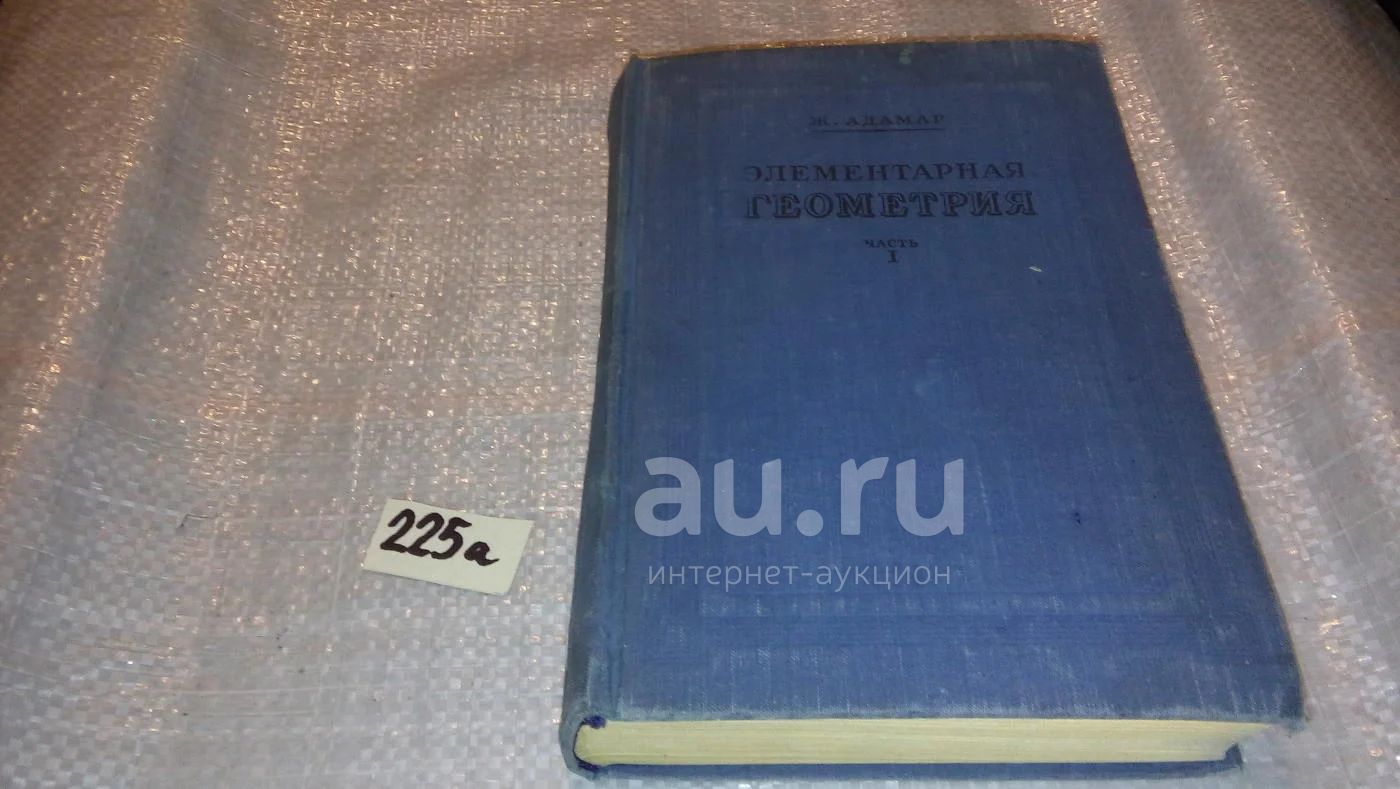 Ж. АДАМАР
ЭЛЕМЕНТАРНАЯ
ГЕОМЕТРИЯ
ЧАСТЬ
I
au.ru
интернет-аукцион
225а